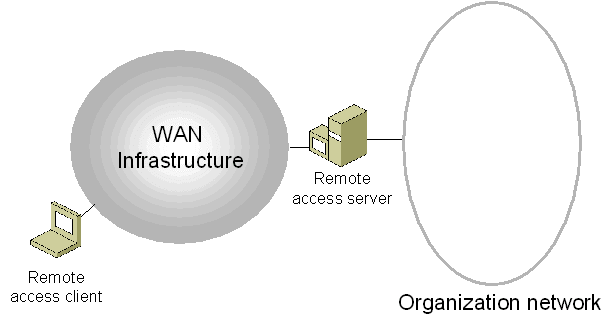 WAN
Infrastructure
Remote
access server
Remote
access client
Organization network